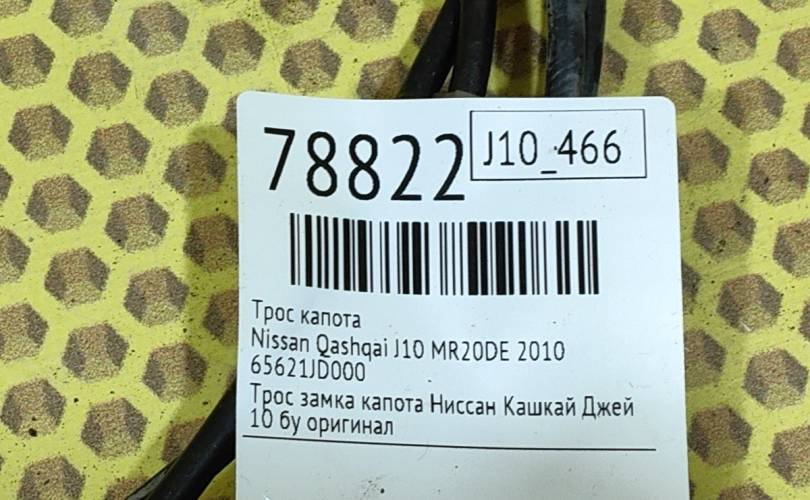 78822
J10_466
Трос капота
Nissan Qashqai J10 MR20DE 2010
65621JD000
Трос замка капота Ниссан Кашкай Джей
10 бу оригинал